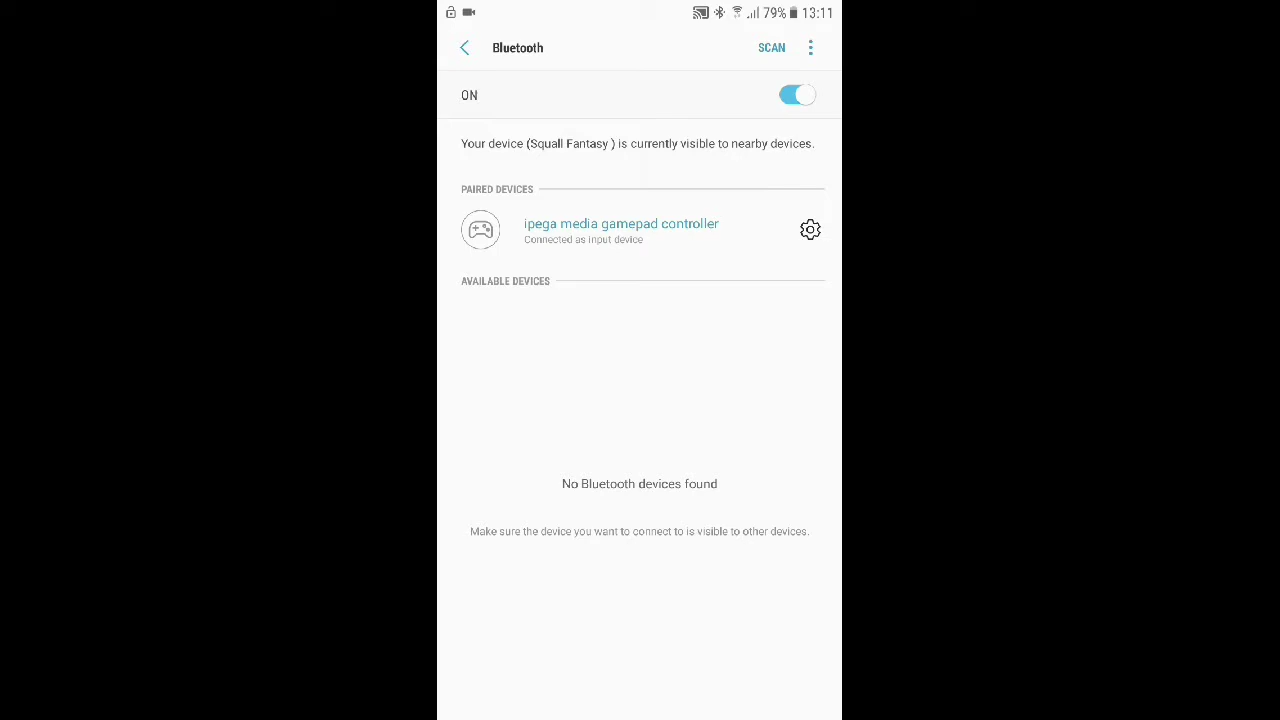 79% 13:11
Bluetooth SCAN
ON
Your device (Squall Fantasy ) is currently visible to nearby devices.
PAIRED DEVICES
ipega media gamepad controller
Connected as input device
AVAILABLE DEVICES
No Bluetooth devices found
Make sure the device you want to connect to is visible to other devices.